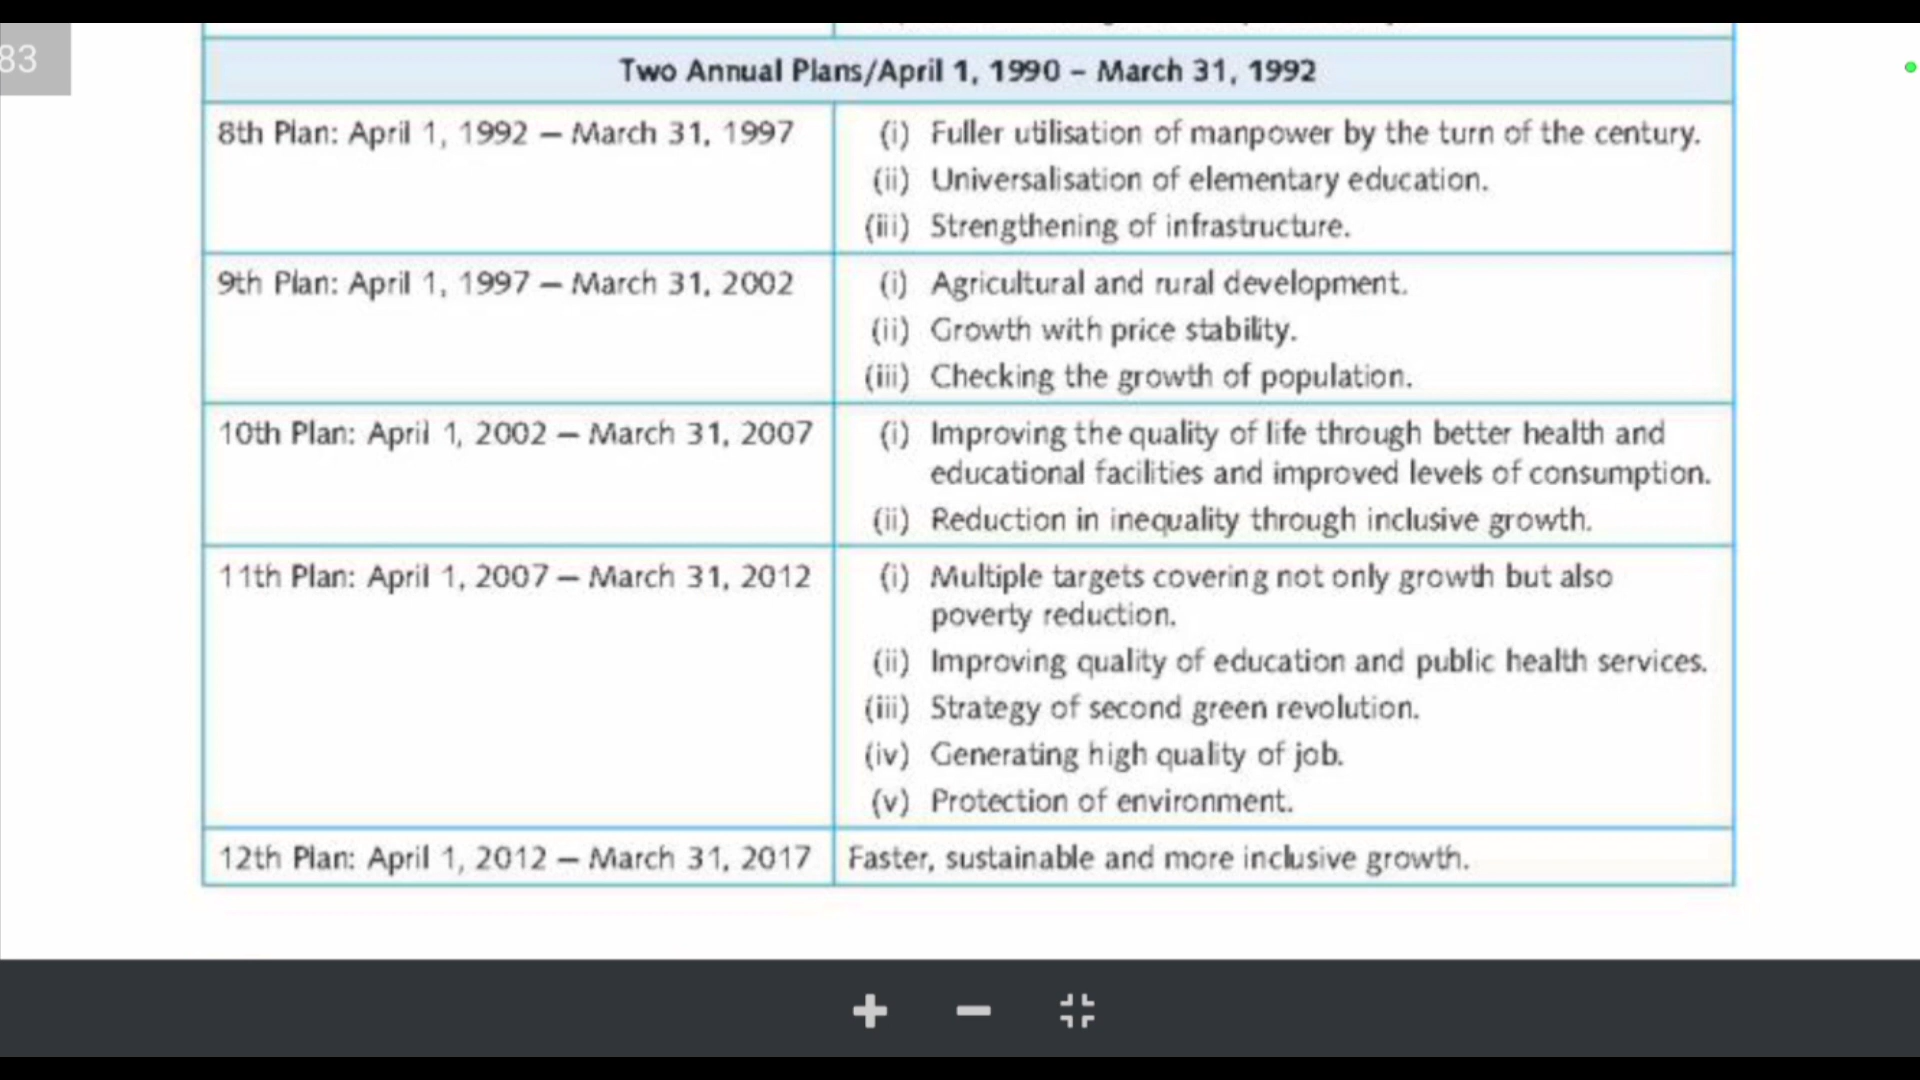 83
Two Annual Plans/April 1, 1990 – March 31, 1992
8th Plan: April 1, 1992 – March 31, 1997
(i) Fuller utilisation of manpower by the turn of the century.
(ii) Universalisation of elementary education.
(iii) Strengthening of infrastructure.
9th Plan: April 1, 1997 – March 31, 2002
(i) Agricultural and rural development.
(ii) Growth with price stability.
(iii) Checking the growth of population.
10th Plan: April 1, 2002 – March 31, 2007
(i) Improving the quality of life through better health and
educational facilities and improved levels of consumption.
(ii) Reduction in inequality through inclusive growth.
11th Plan: April 1, 2007 – March 31, 2012
(i) Multiple targets covering not only growth but also
poverty reduction.
(ii) Improving quality of education and public health services.
(iii) Strategy of second green revolution.
(iv) Generating high quality of job.
(v) Protection of environment.
12th Plan: April 1, 2012 – March 31, 2017
Faster, sustainable and more inclusive growth.